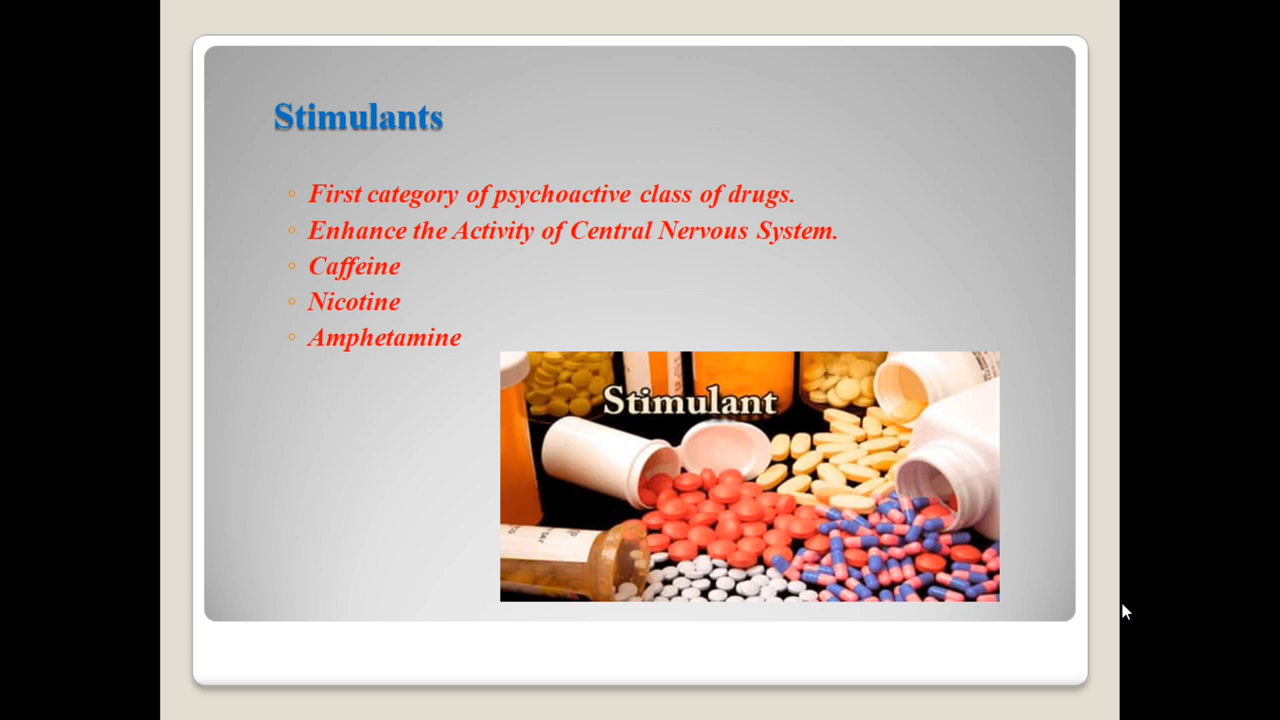 Stimulants
First category of psychoactive class of drugs.
Enhance the Activity of Central Nervous System.
Caffeine
Nicotine
Amphetamine
Stimulant